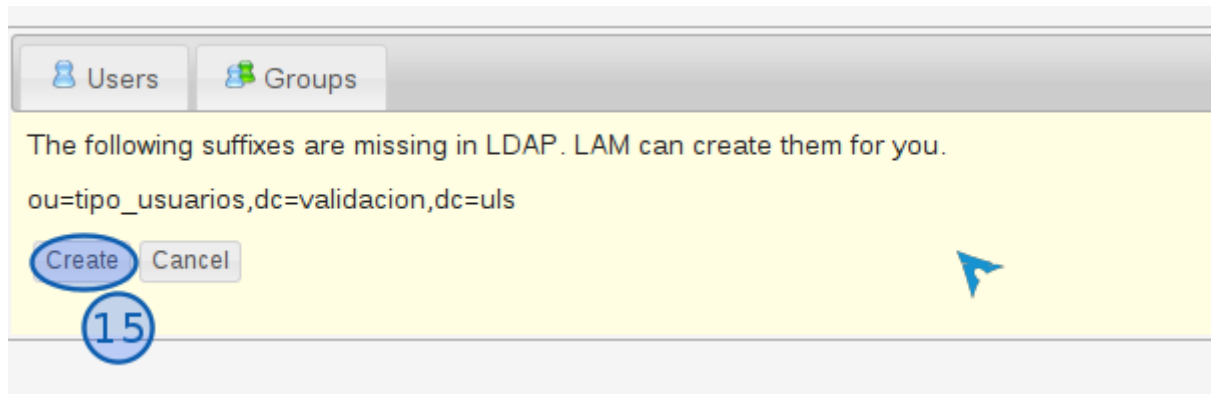 Users Groups
The following suffixes are missing in LDAP. LAM can create them for you.
ou=tipo_usuarios,dc=validacion,dc=uls
Create Cancel
15